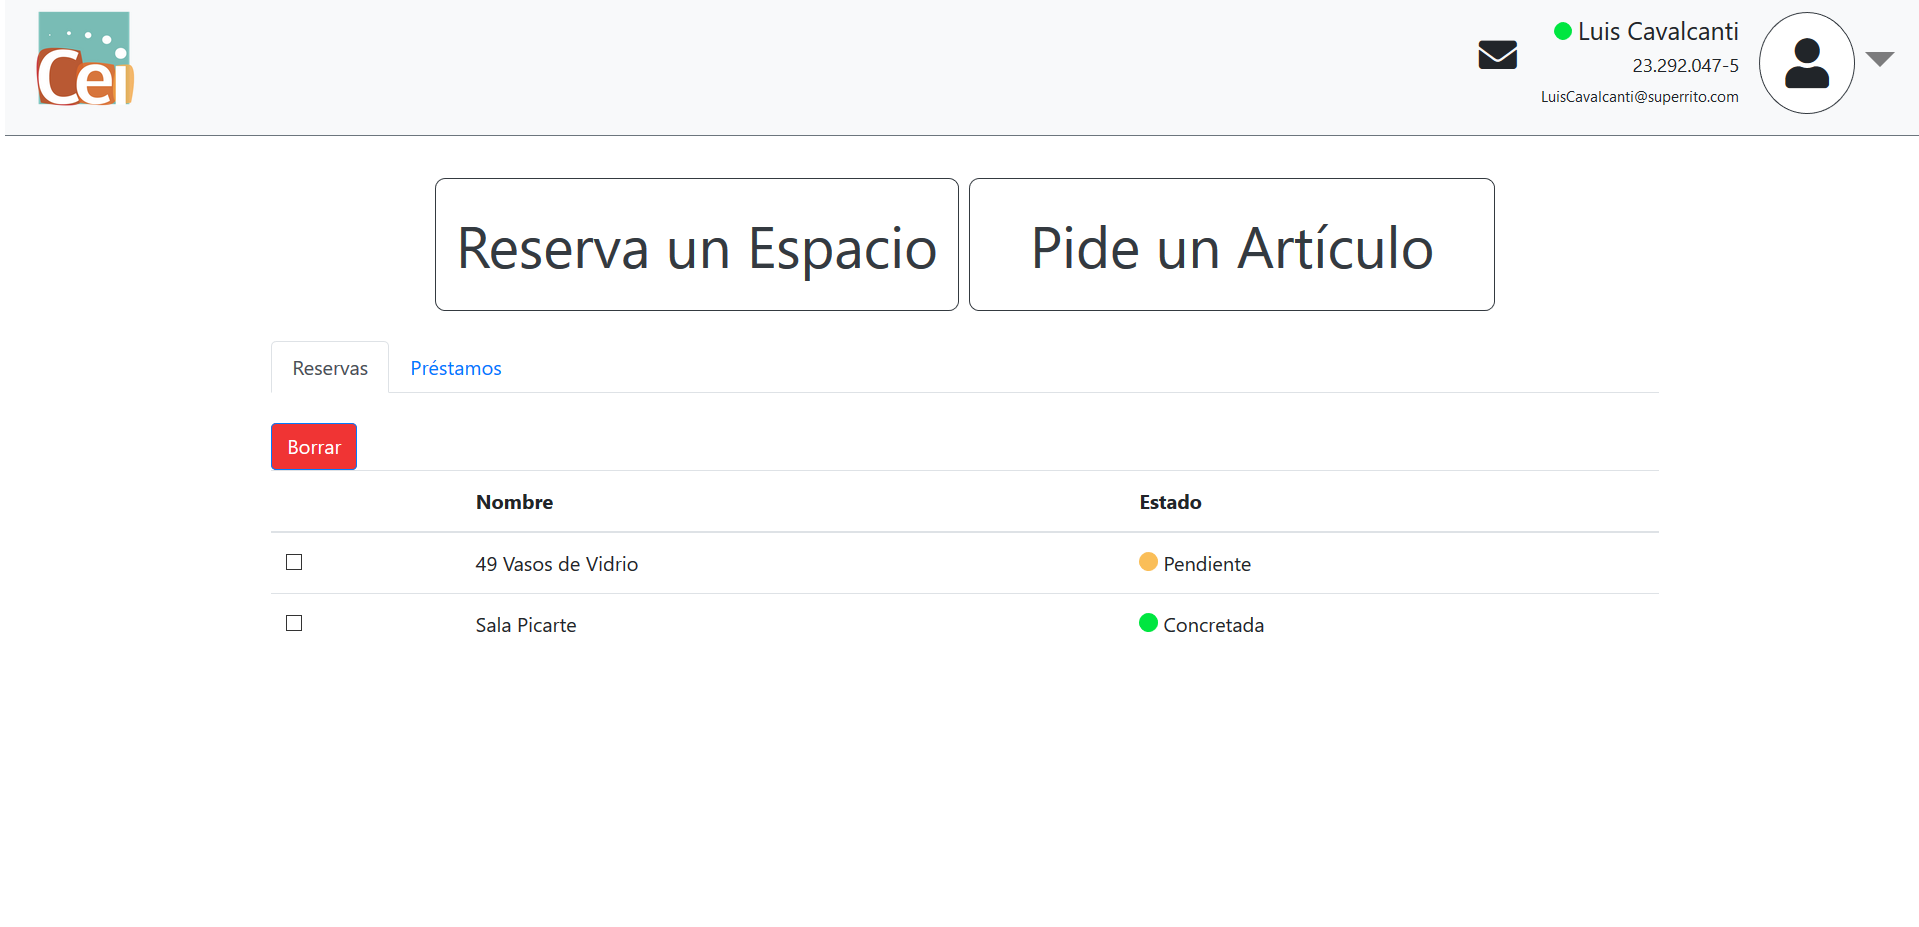 Cei
Luis Cavalcanti
23.292.047-5
LuisCavalcanti@superrito.com
Reserva un Espacio
Pide un Artículo
Reservas
Préstamos
Borrar
Nombre
Estado
49 Vasos de Vidrio
Pendiente
Sala Picarte
Concretada